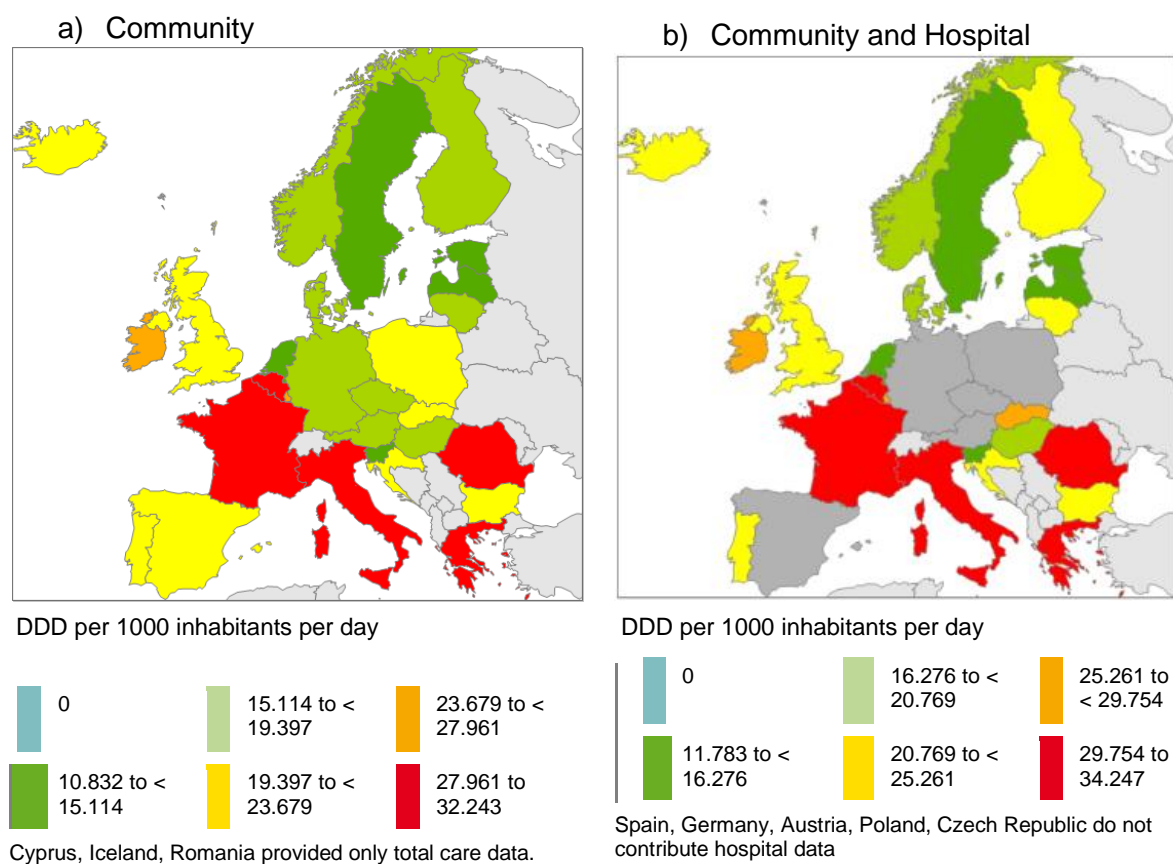 a) Community
DDD per 1000 inhabitants per day
0
15.114 to <
19.397
23.679 to <
27.961
10.832 to <
15.114
19.397 to <
23.679
27.961 to
32.243
Cyprus, Iceland, Romania provided only total care data.
b) Community and Hospital
DDD per 1000 inhabitants per day
0
16.276 to <
20.769
25.261 to
< 29.754
11.783 to <
16.276
20.769 to <
25.261
29.754 to
34.247
Spain, Germany, Austria, Poland, Czech Republic do not
contribute hospital data